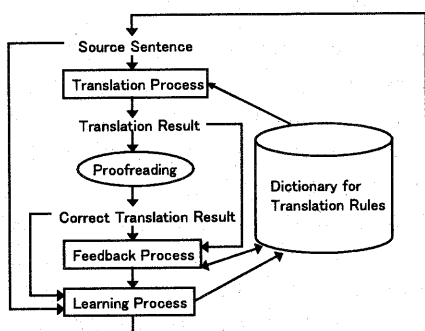 Source Sentence
Translation Process
Translation Result
Proofreading
Dictionary for
Translation Rules
Correct Translation Result
Feedback Process
Learning Process